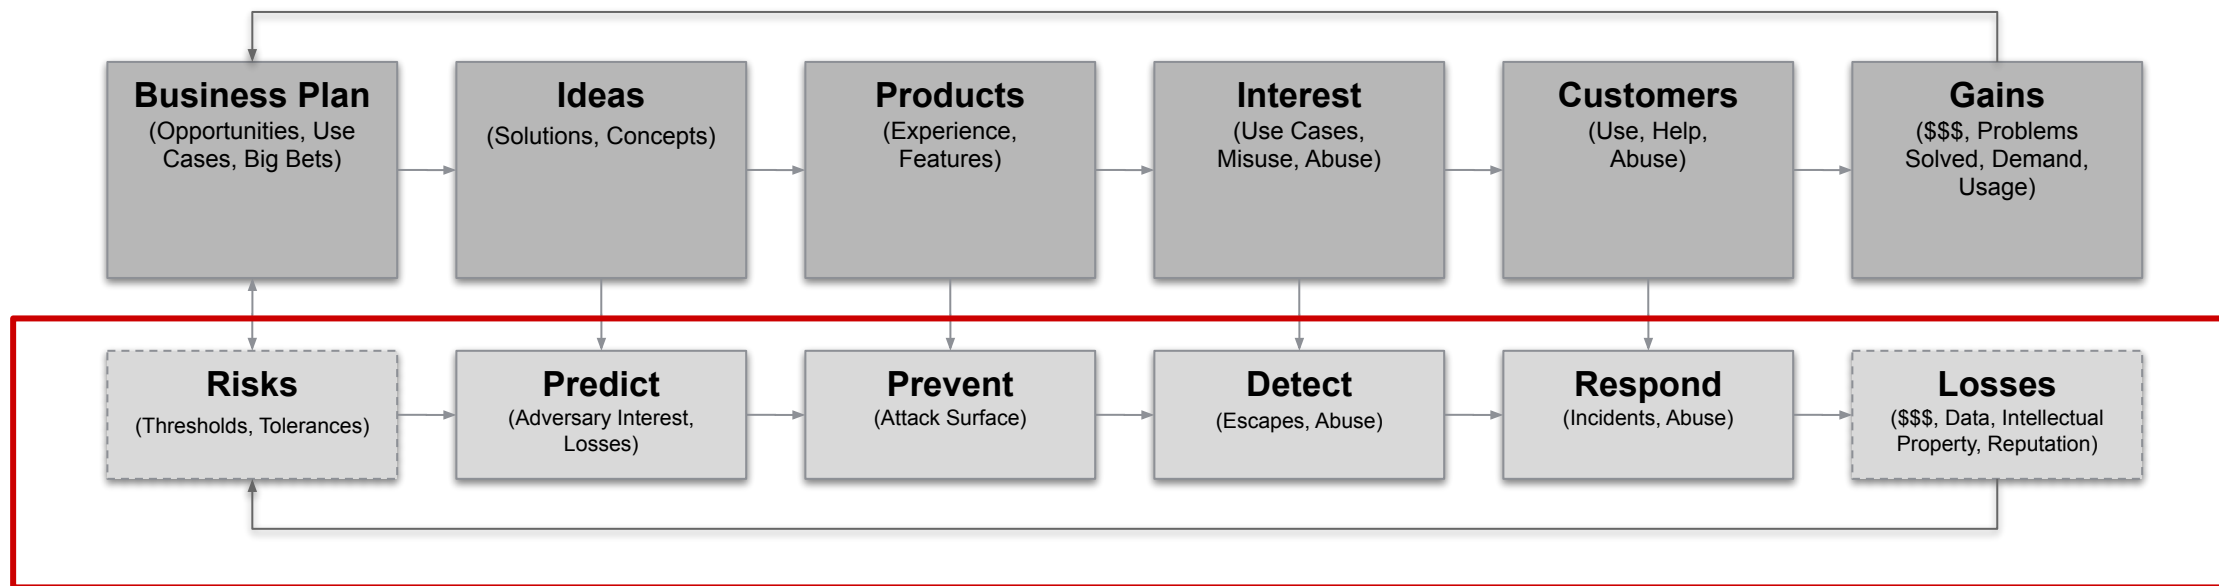 Business Plan
(Opportunities, Use
Cases, Big Bets)
Ideas
(Solutions, Concepts)
Products
(Experience,
Features)
Interest
(Use Cases,
Misuse, Abuse)
Customers
(Use, Help,
Abuse)
Gains
($$$, Problems
Solved, Demand,
Usage)
Risks
(Thresholds, Tolerances)
Predict
(Adversary Interest,
Losses)
Prevent
(Attack Surface)
Detect
(Escapes, Abuse)
Respond
(Incidents, Abuse)
Losses
($$$, Data, Intellectual
Property, Reputation)